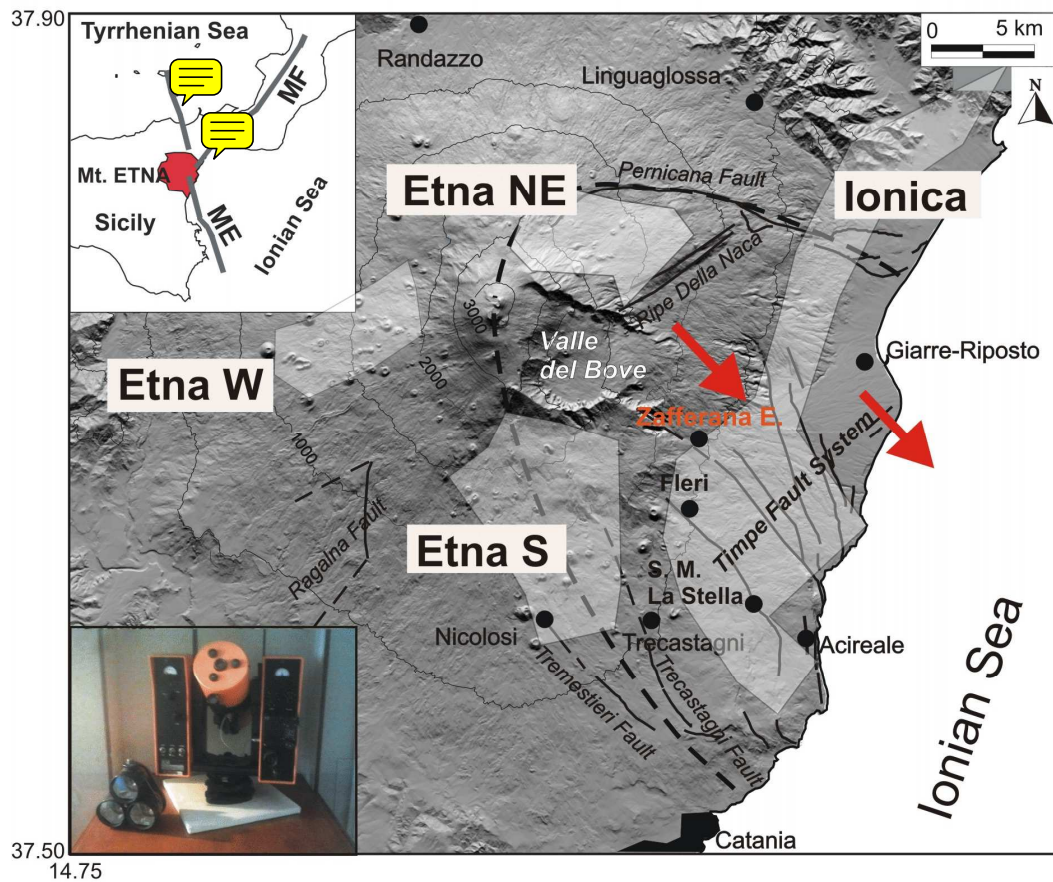 37.90
Tyrrhenian Sea
MF
Mt. ETNA
Sicily
ME
Ionian Sea
Randazzo
Linguaglossa
0 5 km
N
Etna NE
Pernicana Fault
Ionica
Ripe Della Naca
3000
2000
1000
Valle
del Bove
Giarre-Riposto
Etna W
Zafferana E.
Timpe Fault System
Fleri
Ragalna Fault
Etna S
S. M.
La Stella
Nicolosi
Trecastagni
Acireale
Tremestieri Fault
Trecastagni Fault
Ionian Sea
Catania
37.50
14.75